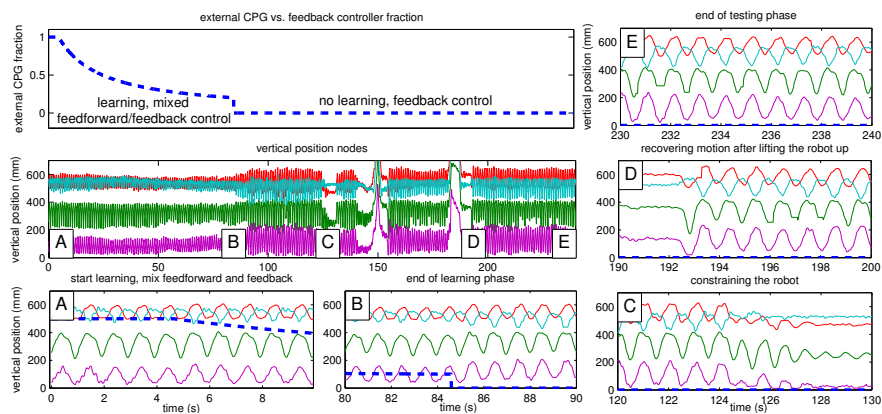 external CPG vs. feedback controller fraction
external CPG fraction
1
0.5
0
learning, mixed
feedforward/feedback control
no learning, feedback control
vertical position nodes
vertical position (mm)
600
400
200
0
A
B
C
D
E
0
50
100
150
200
start learning, mix feedforward and feedback
vertical position (mm)
600
400
200
0
A
0
2
4
6
8
time (s)
end of learning phase
B
80
82
84
86
88
90
time (s)
end of testing phase
vertical position (mm)
600
400
200
0
E
230
232
234
236
238
240
recovering motion after lifting the robot up
600
400
200
0
D
190
192
194
196
198
200
constraining the robot
600
400
200
0
C
120
122
124
126
128
130
time (s)